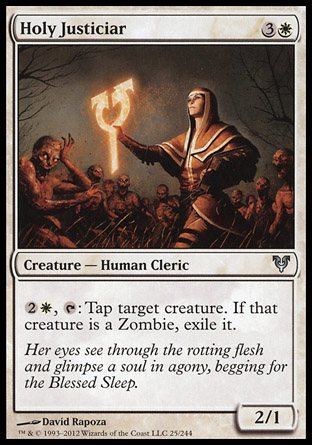 Holy Justiciar 3
Creature — Human Cleric
2, : Tap target creature. If that
creature is a Zombie, exile it.
Her eyes see through the rotting flesh
and glimpse a soul in agony, begging for
the Blessed Sleep.
David Rapoza
™ & © 1993–2012 Wizards of the Coast LLC 25/244
2/1